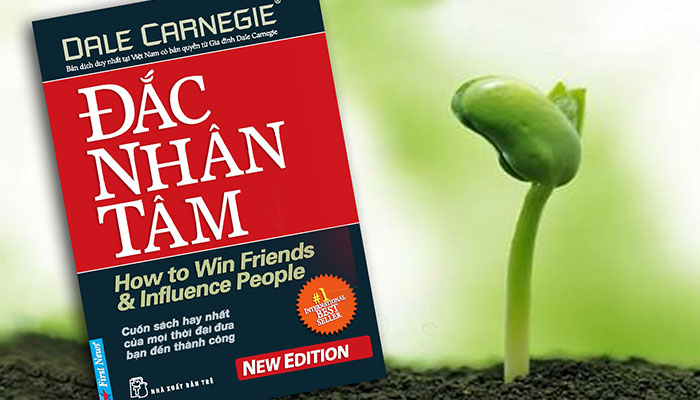 DALE CARNEGIE®
Bản dịch duy nhất tại Việt Nam có bản quyền từ Gia đình Dale Carnegie
ĐẮC
NHÂN
TÂM
How to Win Friends
& Influence People
#1
INTERNATIONAL
BEST
SELLER
Cuốn sách hay nhất
của mọi thời đại đưa
bạn đến thành công
NEW EDITION
First News®
NHÀ XUẤT BẢN TRẺ